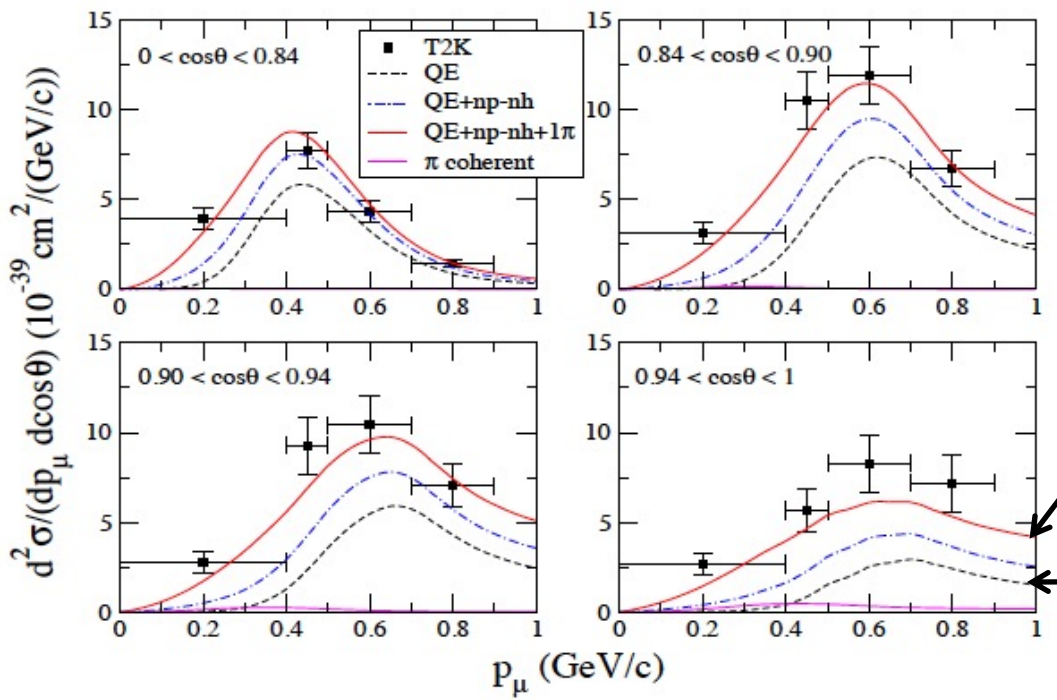 d²σ/(dp_μ dcosθ) (10⁻³⁹ cm²/(GeV/c))
15
10
5
0
0 < cosθ < 0.84
T2K
QE
QE+np-nh
QE+np-nh+1π
π coherent
0 0.2 0.4 0.6 0.8 1
15
10
5
0
0.84 < cosθ < 0.90
0 0.2 0.4 0.6 0.8 1
15
10
5
0
0.90 < cosθ < 0.94
0 0.2 0.4 0.6 0.8 1
15
10
5
0
0.94 < cosθ < 1
0 0.2 0.4 0.6 0.8 1
p_μ (GeV/c)